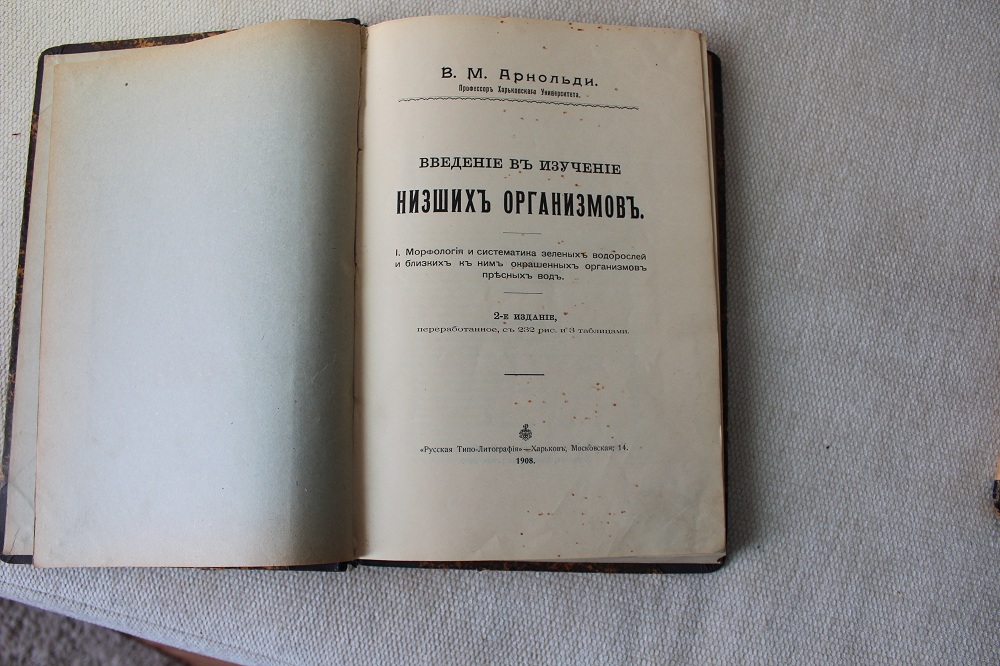 В. М. Арнольди.
Профессоръ Харьковскаго Университета.
ВВЕДЕНІЕ ВЪ ИЗУЧЕНІЕ
НИЗШИХЪ ОРГАНИЗМОВЪ.
I. Морфологія и систематика зеленыхъ водорослей
и близкихъ къ нимъ окрашенныхъ организмовъ
прѣсныхъ водъ.
2-е изданіе,
переработанное, съ 232 рис. и 3 таблицами.
«Русская Типо-Литографія»—Харьковъ, Московская, 14.
1908.